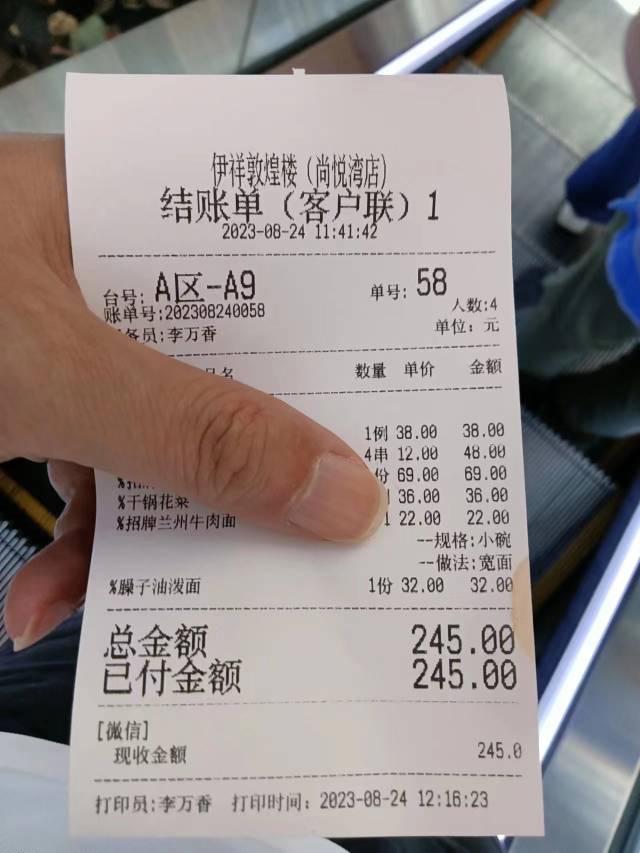 伊祥敦煌楼（尚悦湾店）
结账单（客户联）1
2023-08-24 11:41:42
台号: A区-A9 单号: 58
人数:4
账单号:202308240058
务员:李万香 单位: 元
品名 数量 单价 金额
1例 38.00 38.00
4串 12.00 48.00
份 69.00 69.00
%干锅花菜 36.00 36.00
%招牌兰州牛肉面 1 22.00 22.00
--规格:小碗
--做法:宽面
%臊子油泼面 1份 32.00 32.00
总金额 245.00
已付金额 245.00
[微信]
现收金额 245.0
打印员:李万香 打印时间: 2023-08-24 12:16:23